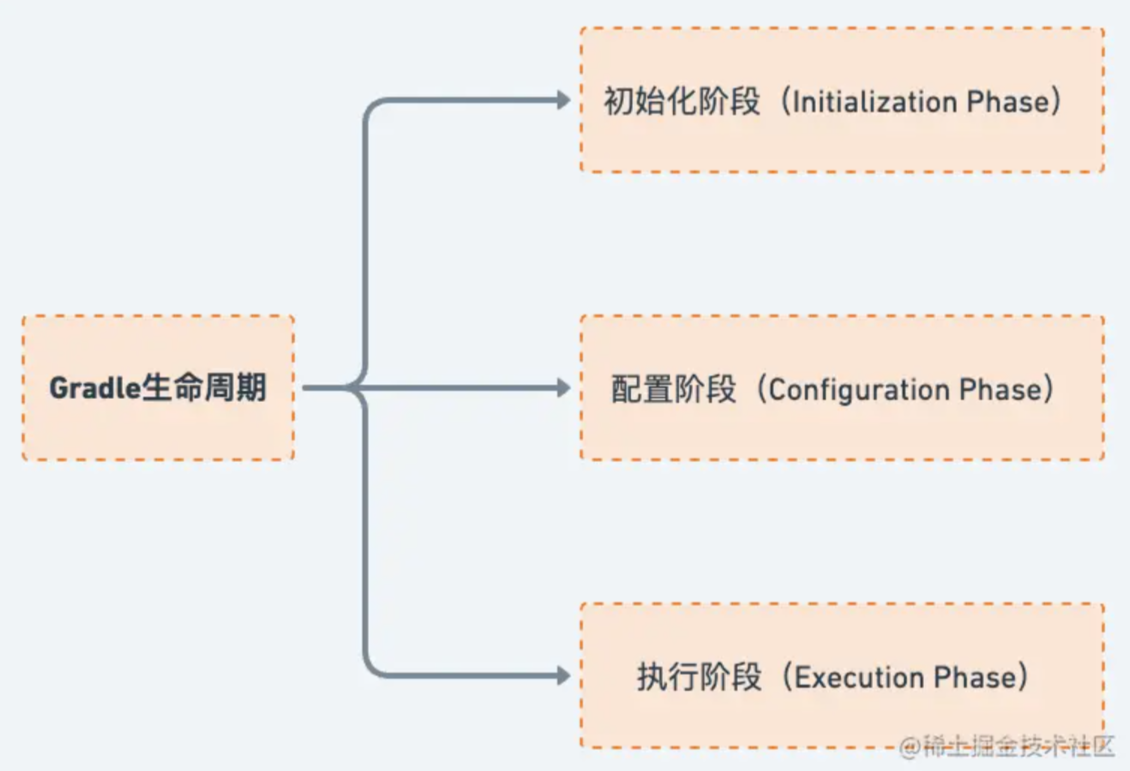 初始化阶段（Initialization Phase）
Gradle生命周期
配置阶段（Configuration Phase）
执行阶段（Execution Phase）
@稀土掘金技术社区